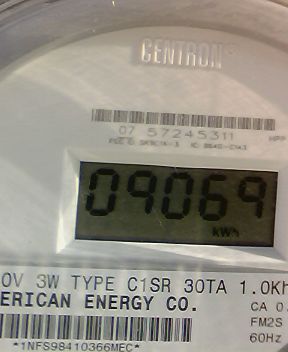 CENTRON®
07 57245311
09069
kWh
0V 3W TYPE C1SR 30TA 1.0Kh
ERICAN ENERGY CO.
CA 0.
FM2S
60Hz
*1NFS98410366MEC*